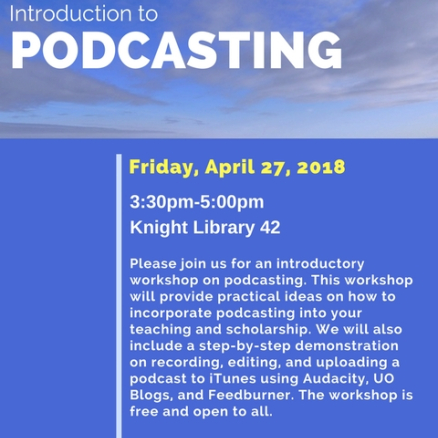 Introduction to
PODCASTING
Friday, April 27, 2018
3:30pm-5:00pm
Knight Library 42
Please join us for an introductory
workshop on podcasting. This workshop
will provide practical ideas on how to
incorporate podcasting into your
teaching and scholarship. We will also
include a step-by-step demonstration
on recording, editing, and uploading a
podcast to iTunes using Audacity, UO
Blogs, and Feedburner. The workshop is
free and open to all.